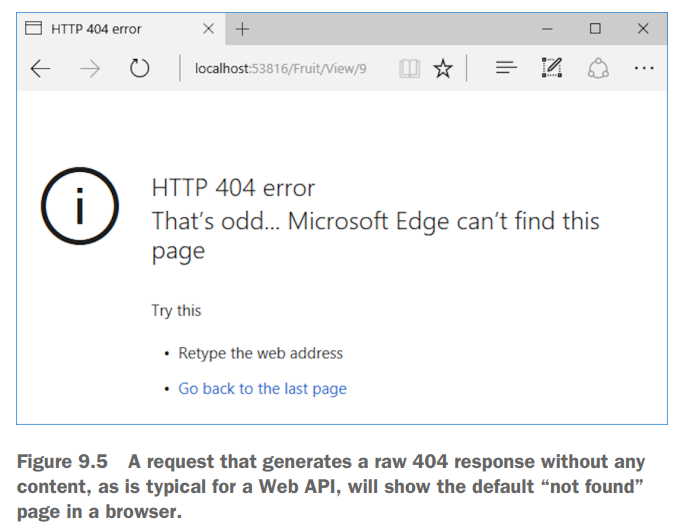 HTTP 404 error
localhost:53816/Fruit/View/9
i
HTTP 404 error
That's odd... Microsoft Edge can't find this
page
Try this
• Retype the web address
• Go back to the last page
Figure 9.5 A request that generates a raw 404 response without any
content, as is typical for a Web API, will show the default “not found”
page in a browser.